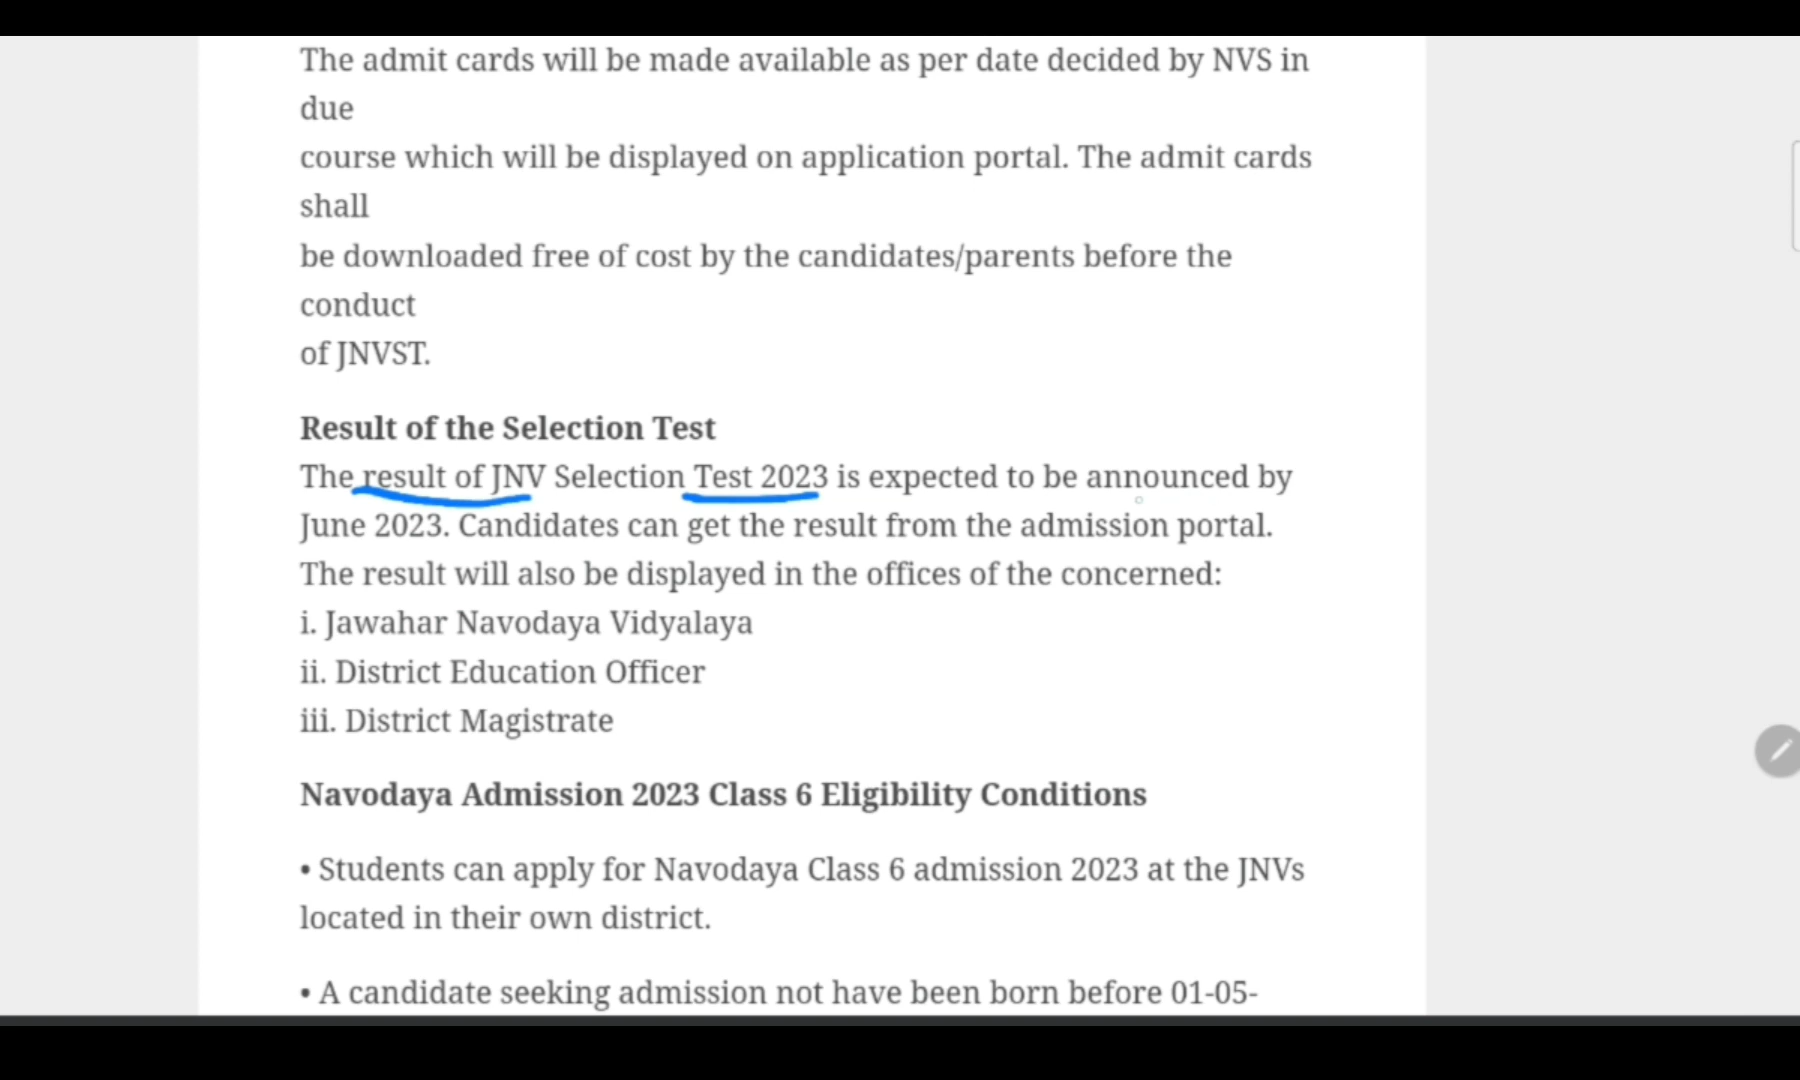 The admit cards will be made available as per date decided by NVS in
due
course which will be displayed on application portal. The admit cards
shall
be downloaded free of cost by the candidates/parents before the
conduct
of JNVST.
Result of the Selection Test
The result of JNV Selection Test 2023 is expected to be announced by
June 2023. Candidates can get the result from the admission portal.
The result will also be displayed in the offices of the concerned:
i. Jawahar Navodaya Vidyalaya
ii. District Education Officer
iii. District Magistrate
Navodaya Admission 2023 Class 6 Eligibility Conditions
• Students can apply for Navodaya Class 6 admission 2023 at the JNVs
located in their own district.
• A candidate seeking admission not have been born before 01-05-